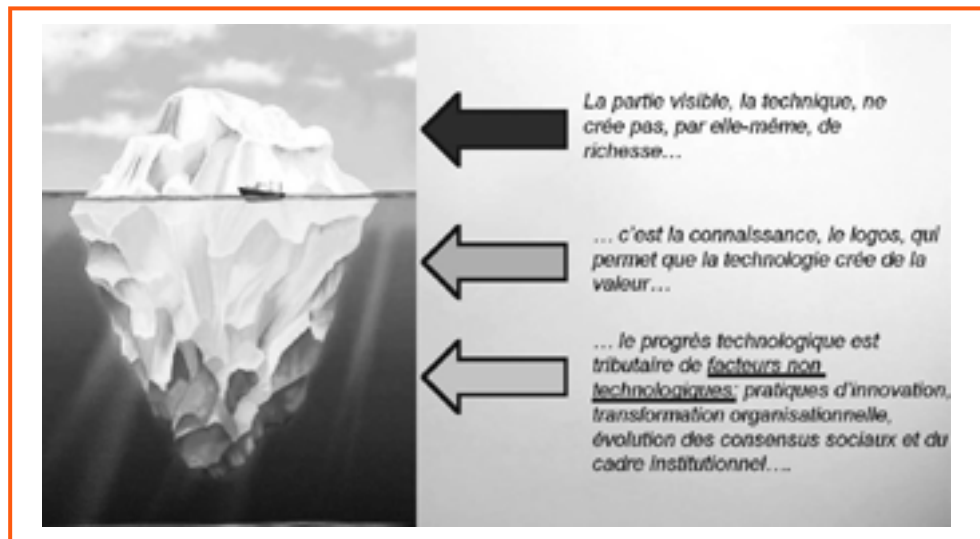 La partie visible, la technique, ne
crée pas, par elle-même, de
richesse…
… c'est la connaissance, le logos, qui
permet que la technologie crée de la
valeur…
… le progrès technologique est
tributaire de facteurs non
technologiques: pratiques d'innovation,
transformation organisationnelle,
évolution des consensus sociaux et du
cadre institutionnel….